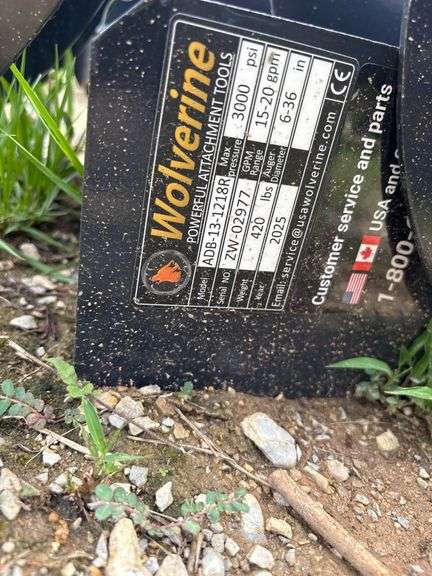 Wolverine
POWERFUL ATTACHMENT TOOLS
Model ADB-13-1218R Max pressure 3000 psi
Serial NO ZW-02977 GPM Range 15-20 gpm
Weight 420 lbs Auger Diameter 6-36 in
Year 2025
Email: service@usawolverine.com
CE
Customer service and parts
USA and
1-800-